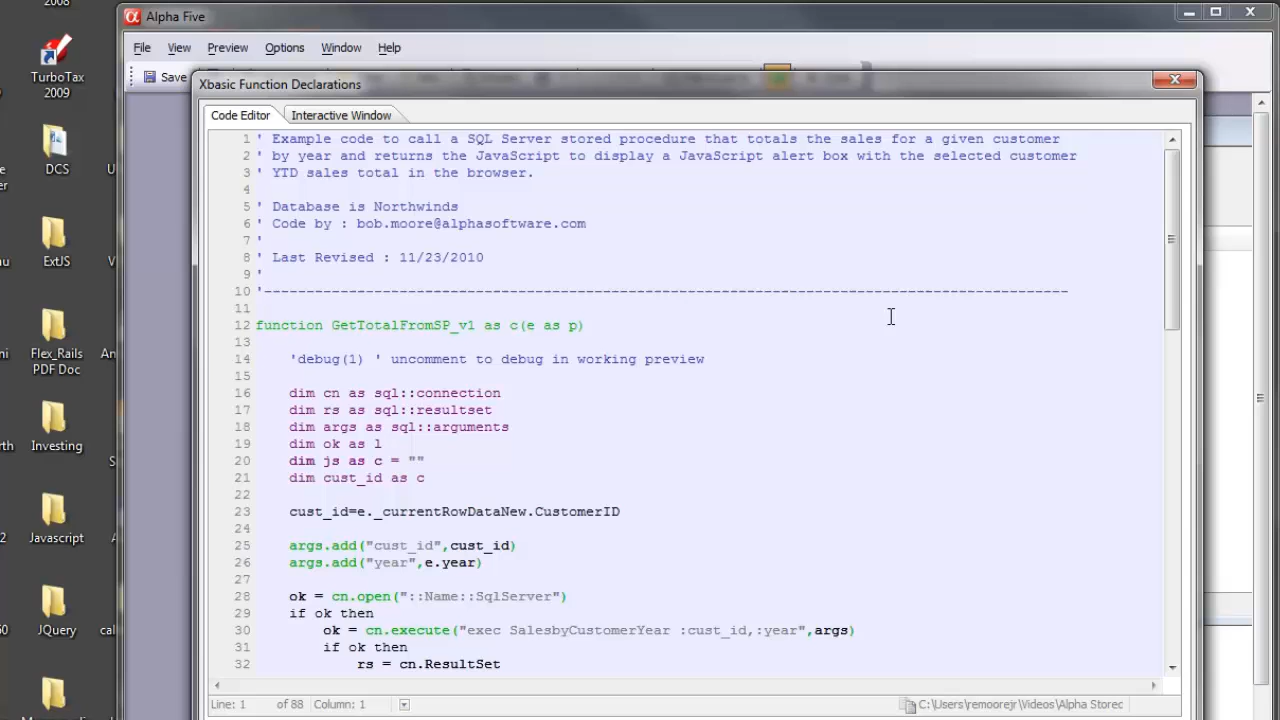 2008
TurboTax
2009
DCS
ExtJS
Flex_Rails
PDF Doc
Investing
Javascript
JQuery
Alpha Five
File View Preview Options Window Help
Save
Xbasic Function Declarations
Code Editor Interactive Window
1 ' Example code to call a SQL Server stored procedure that totals the sales for a given customer
2 ' by year and returns the JavaScript to display a JavaScript alert box with the selected customer
3 ' YTD sales total in the browser.
4
5 ' Database is Northwinds
6 ' Code by : bob.moore@alphasoftware.com
7 '
8 ' Last Revised : 11/23/2010
9 '
10 '-----------------------------------------------------------------------------------------------
11
12 function GetTotalFromSP_v1 as c(e as p)
13
14 'debug(1) ' uncomment to debug in working preview
15
16 dim cn as sql::connection
17 dim rs as sql::resultset
18 dim args as sql::arguments
19 dim ok as l
20 dim js as c = ""
21 dim cust_id as c
22
23 cust_id=e._currentRowDataNew.CustomerID
24
25 args.add("cust_id",cust_id)
26 args.add("year",e.year)
27
28 ok = cn.open("::Name::SqlServer")
29 if ok then
30 ok = cn.execute("exec SalesbyCustomerYear :cust_id,:year",args)
31 if ok then
32 rs = cn.ResultSet
Line: 1 of 88 Column: 1 C:\Users\remoorejr\Videos\Alpha Storec